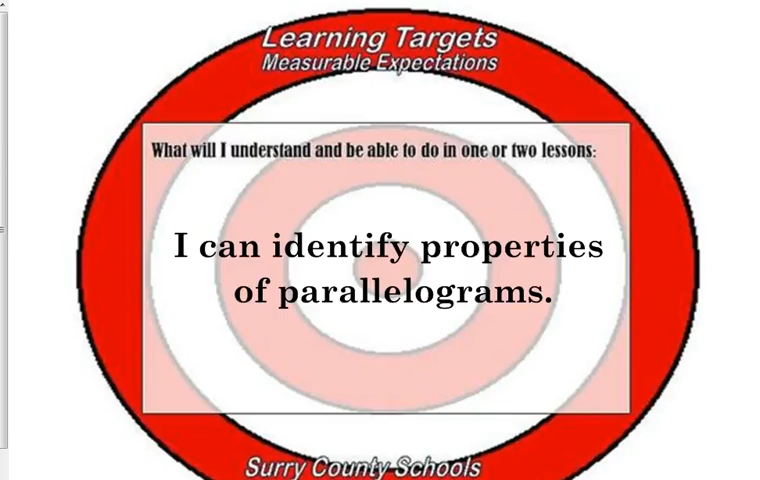 Learning Targets
Measurable Expectations
What will I understand and be able to do in one or two lessons:
I can identify properties
of parallelograms.
Surry County Schools